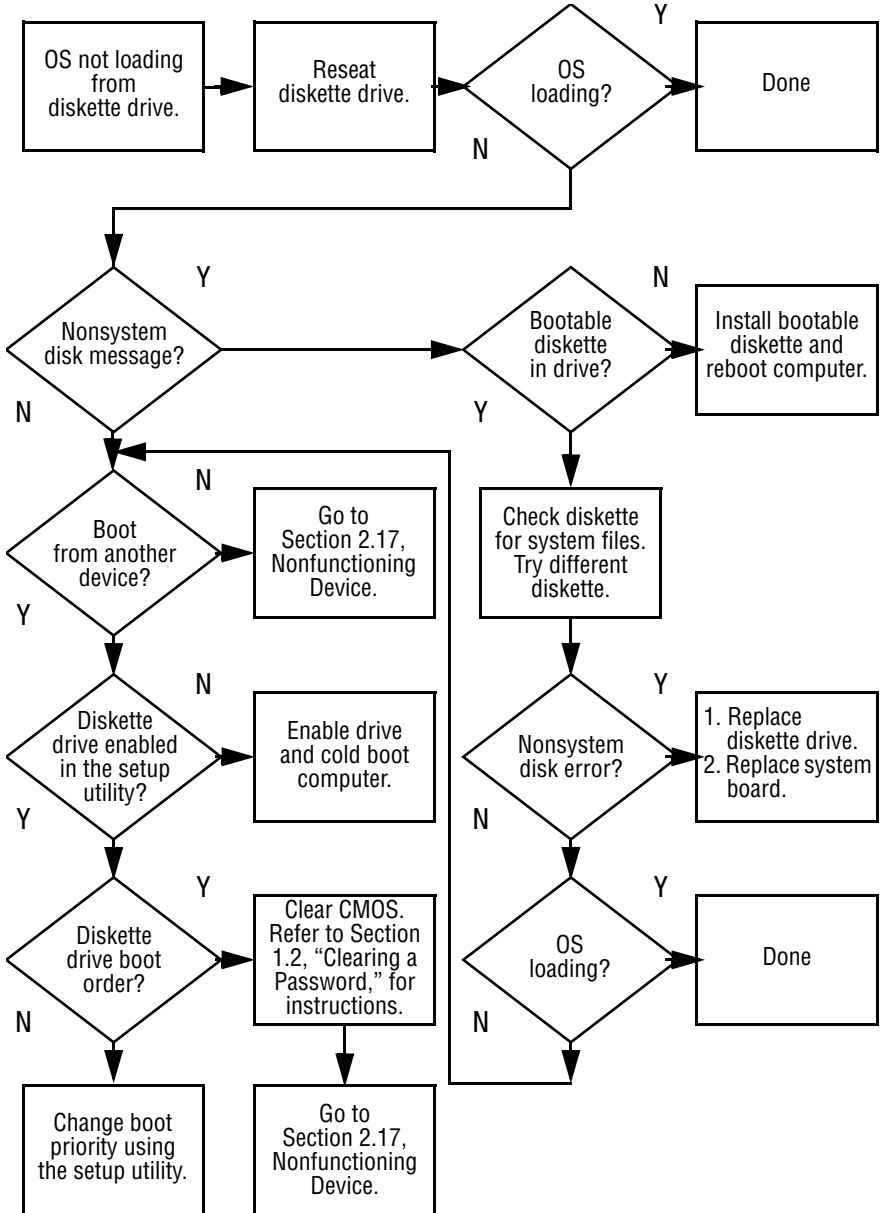 OS not loading
from
diskette drive.
Reseat
diskette drive.
OS
loading?
Y
Done
N
Nonsystem
disk message?
Y
N
Bootable
diskette
in drive?
N
Install bootable
diskette and
reboot computer.
Y
Boot
from another
device?
N
Go to
Section 2.17,
Nonfunctioning
Device.
Y
Check diskette
for system files.
Try different
diskette.
Diskette
drive enabled
in the setup
utility?
N
Enable drive
and cold boot
computer.
Y
Nonsystem
disk error?
Y
1. Replace
diskette drive.
2. Replace system
board.
N
Diskette
drive boot
order?
Y
Clear CMOS.
Refer to Section
1.2, “Clearing a
Password,” for
instructions.
N
OS
loading?
Y
Done
N
Change boot
priority using
the setup utility.
Go to
Section 2.17,
Nonfunctioning
Device.